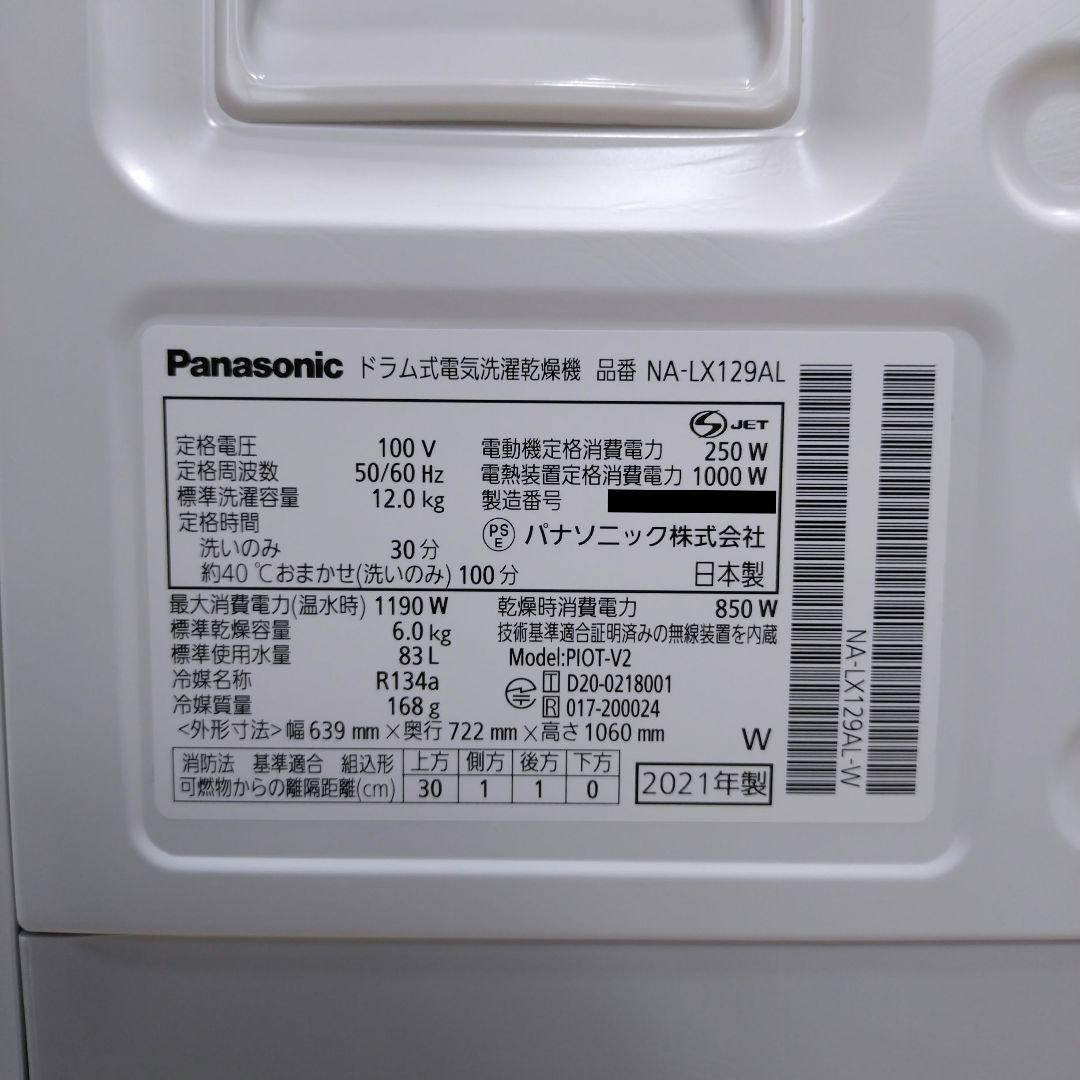 Panasonic ドラム式電気洗濯乾燥機 品番 NA-LX129AL
S JET
定格電圧 100 V
定格周波数 50/60 Hz
標準洗濯容量 12.0 kg
定格時間
洗いのみ 30分
約40℃おまかせ(洗いのみ) 100分
電動機定格消費電力 250 W
電熱装置定格消費電力 1000 W
製造番号
PSE パナソニック株式会社
日本製
最大消費電力(温水時) 1190 W
標準乾燥容量 6.0 kg
標準使用水量 83 L
冷媒名称 R134a
冷媒質量 168 g
乾燥時消費電力 850 W
技術基準適合証明済みの無線装置を内蔵
Model:PIOT-V2
T D20-0218001
R 017-200024
<外形寸法> 幅 639 mm × 奥行 722 mm × 高さ 1060 mm
W
消防法 基準適合 組込形 上方 側方 後方 下方
可燃物からの離隔距離(cm) 30 1 1 0
2021年製
NA-LX129AL-W